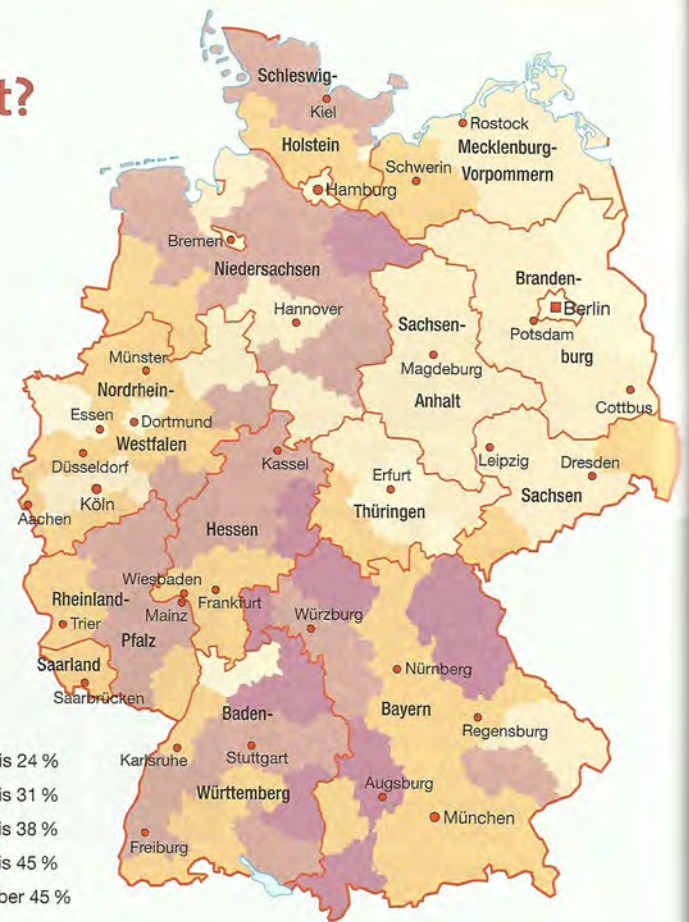 t?
Schleswig-
Kiel
Holstein
Rostock
Mecklenburg-
Schwerin
Vorpommern
Hamburg
Bremen
Niedersachsen
Branden-
Berlin
Hannover
Sachsen-
Potsdam
Münster
Magdeburg
burg
Nordrhein-
Anhalt
Cottbus
Essen
Dortmund
Westfalen
Düsseldorf
Kassel
Leipzig
Dresden
Erfurt
Köln
Sachsen
Thüringen
Aachen
Hessen
Wiesbaden
Rheinland-
Frankfurt
Mainz
Trier
Würzburg
Pfalz
Saarland
Nürnberg
Saarbrücken
Baden-
Bayern
Regensburg
Karlsruhe
Stuttgart
is 24 %
Württemberg
Augsburg
is 31 %
München
is 38 %
Freiburg
is 45 %
ber 45 %